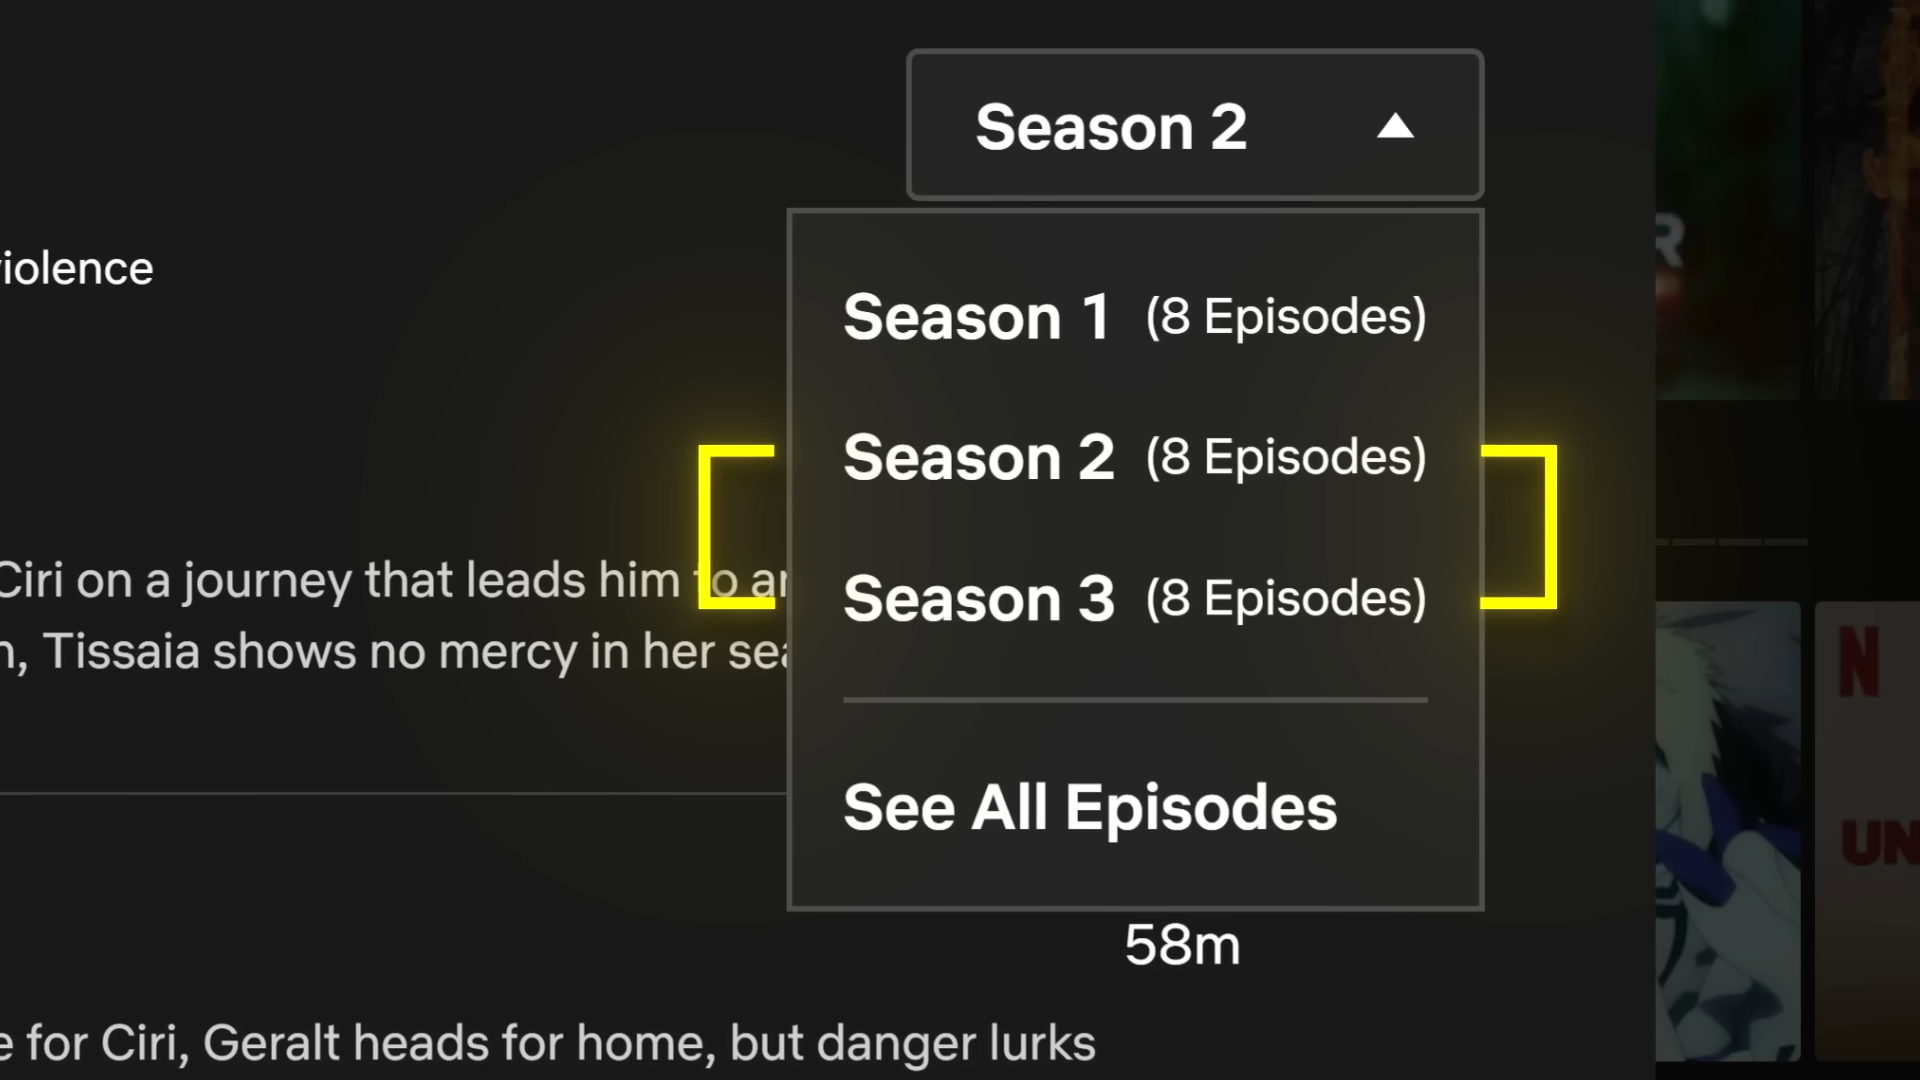 Season 2
Season 1 (8 Episodes)
iolence
Season 2 (8 Episodes)
Ciri on a journey that leads him to
Season 3 (8 Episodes)
Tissaia shows no mercy in her
See All Episodes
58m
e for Ciri, Geralt heads for home, but danger lurks
R
N
UN